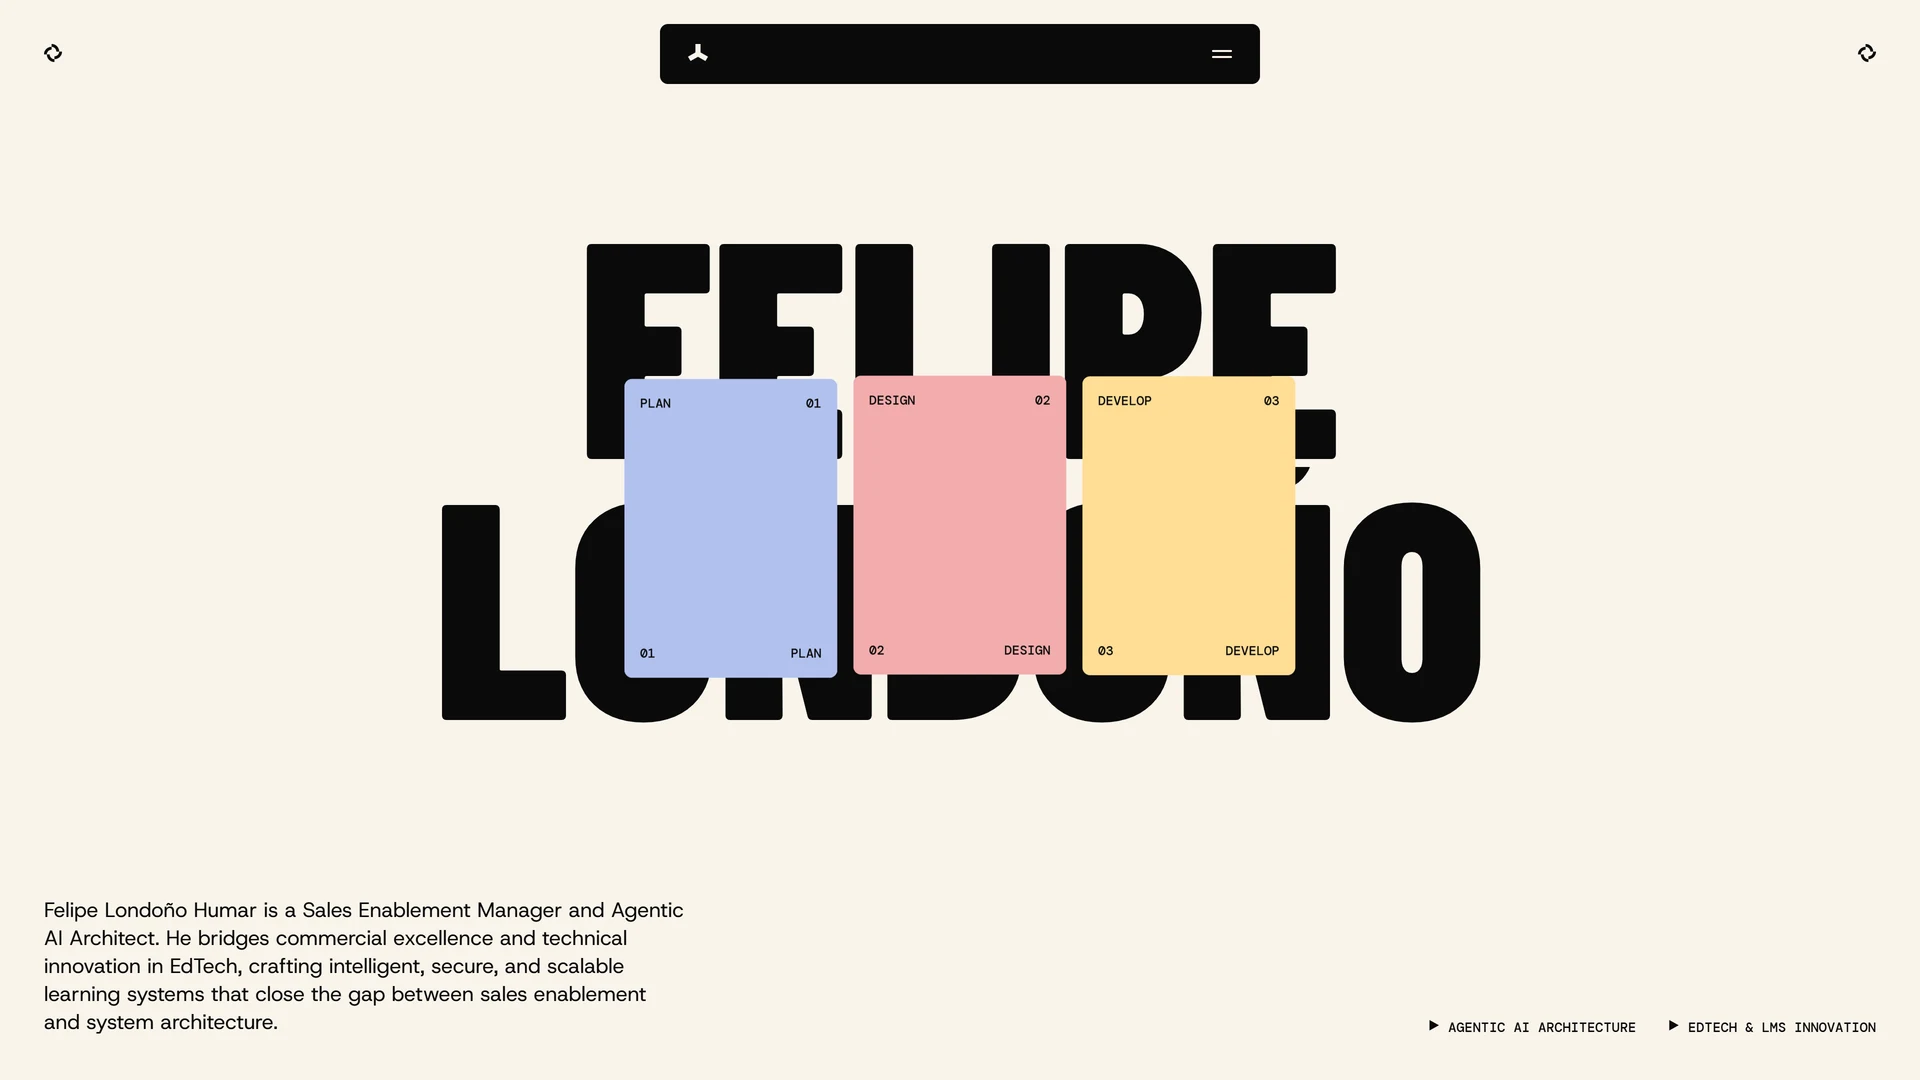 FELIPE
LONDOÑO
PLAN 01
DESIGN 02
DEVELOP 03
01 PLAN
02 DESIGN
03 DEVELOP
Felipe Londoño Humar is a Sales Enablement Manager and Agentic
AI Architect. He bridges commercial excellence and technical
innovation in EdTech, crafting intelligent, secure, and scalable
learning systems that close the gap between sales enablement
and system architecture.
AGENTIC AI ARCHITECTURE
EDTECH & LMS INNOVATION